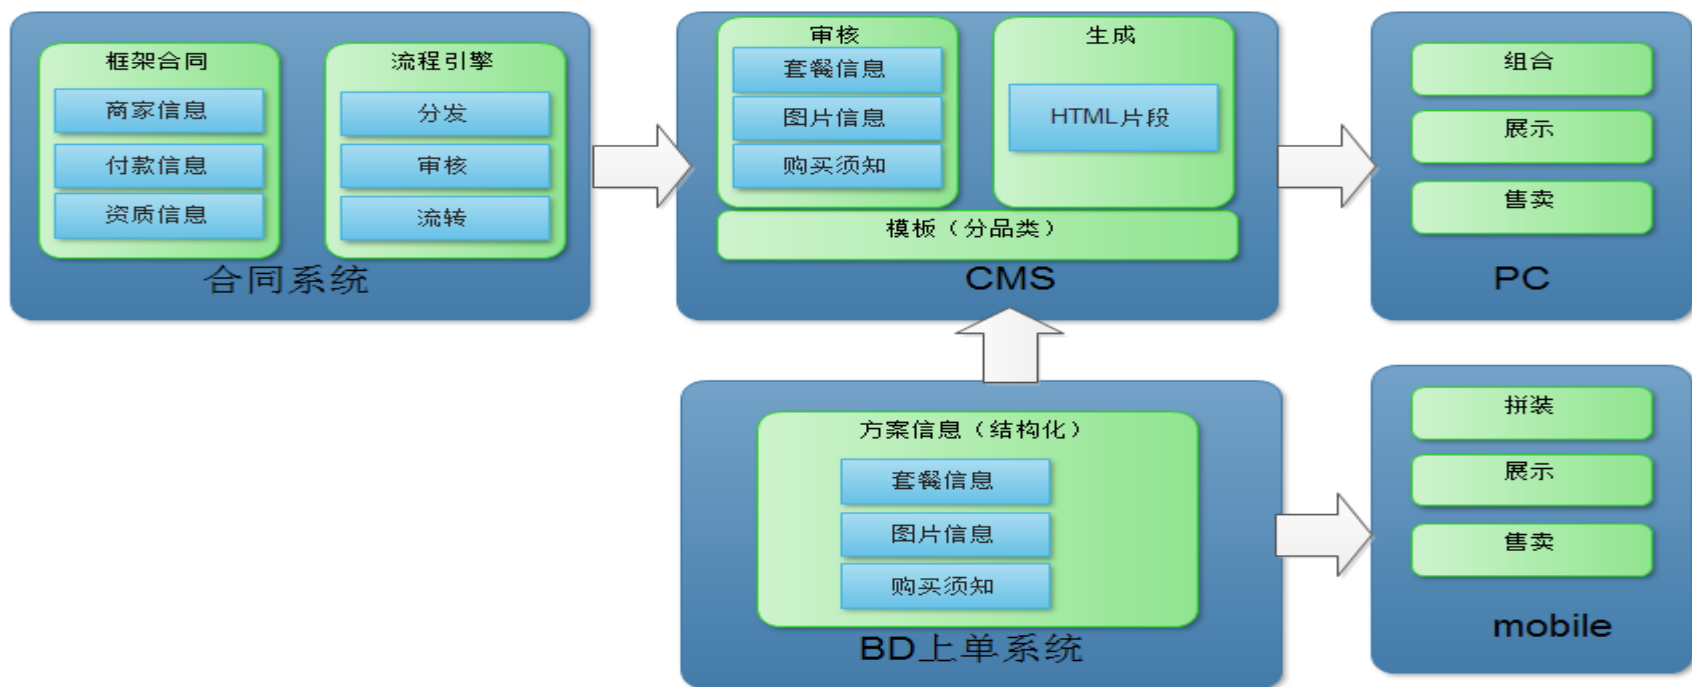 框架合同
商家信息
付款信息
资质信息
流程引擎
分发
审核
流转
合同系统
审核
套餐信息
图片信息
购买须知
生成
HTML片段
模板（分品类）
CMS
组合
展示
售卖
PC
方案信息（结构化）
套餐信息
图片信息
购买须知
BD上单系统
拼装
展示
售卖
mobile